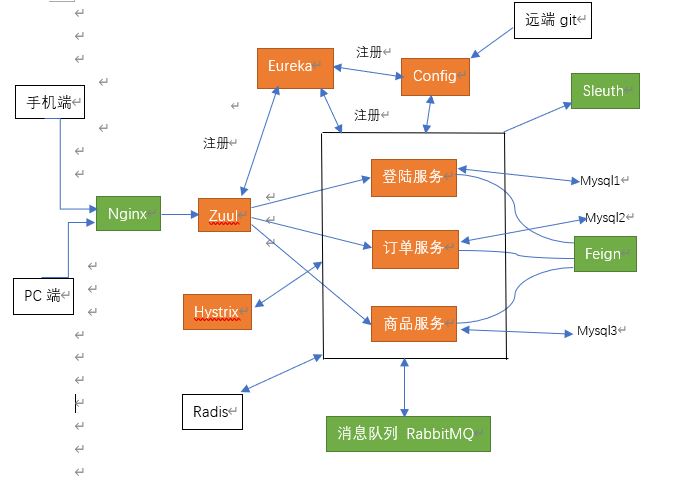 远端 git
Eureka
注册
Config
Sleuth
手机端
注册
注册
登陆服务
Mysql1
Nginx
Zuul
Mysql2
订单服务
Feign
PC 端
Hystrix
商品服务
Mysql3
Radis
消息队列 RabbitMQ